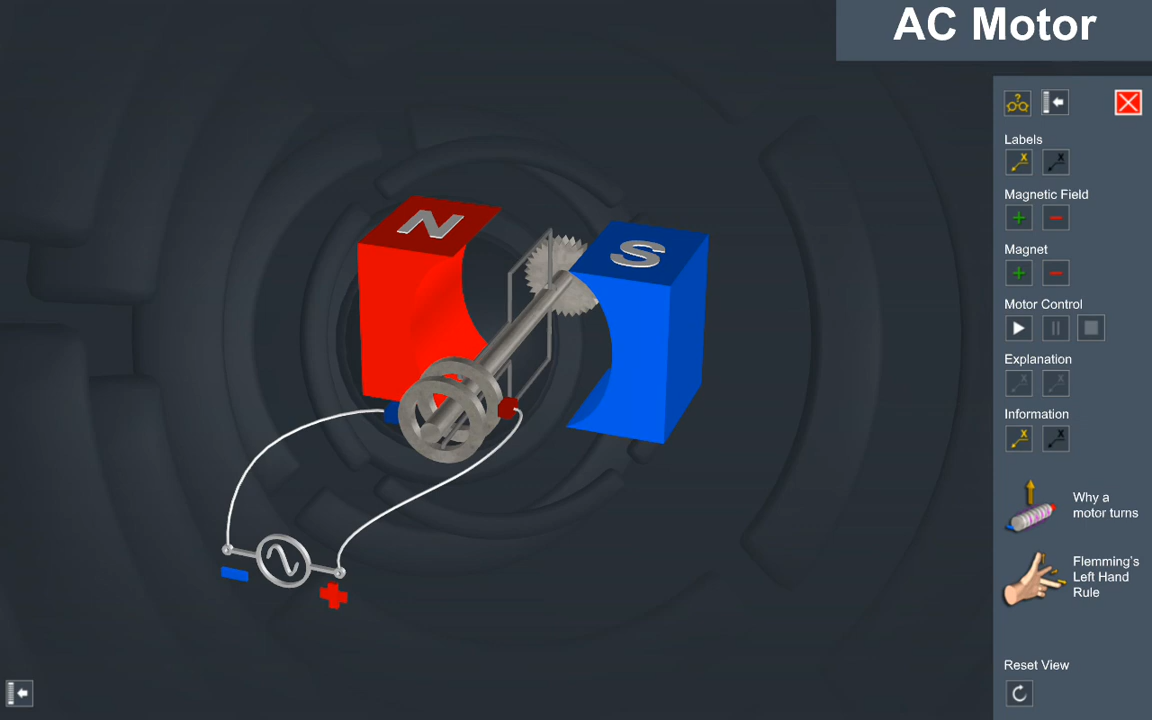 AC Motor
Labels
Magnetic Field
Magnet
Motor Control
Explanation
Information
Why a
motor turns
Flemming's
Left Hand
Rule
Reset View
N
S